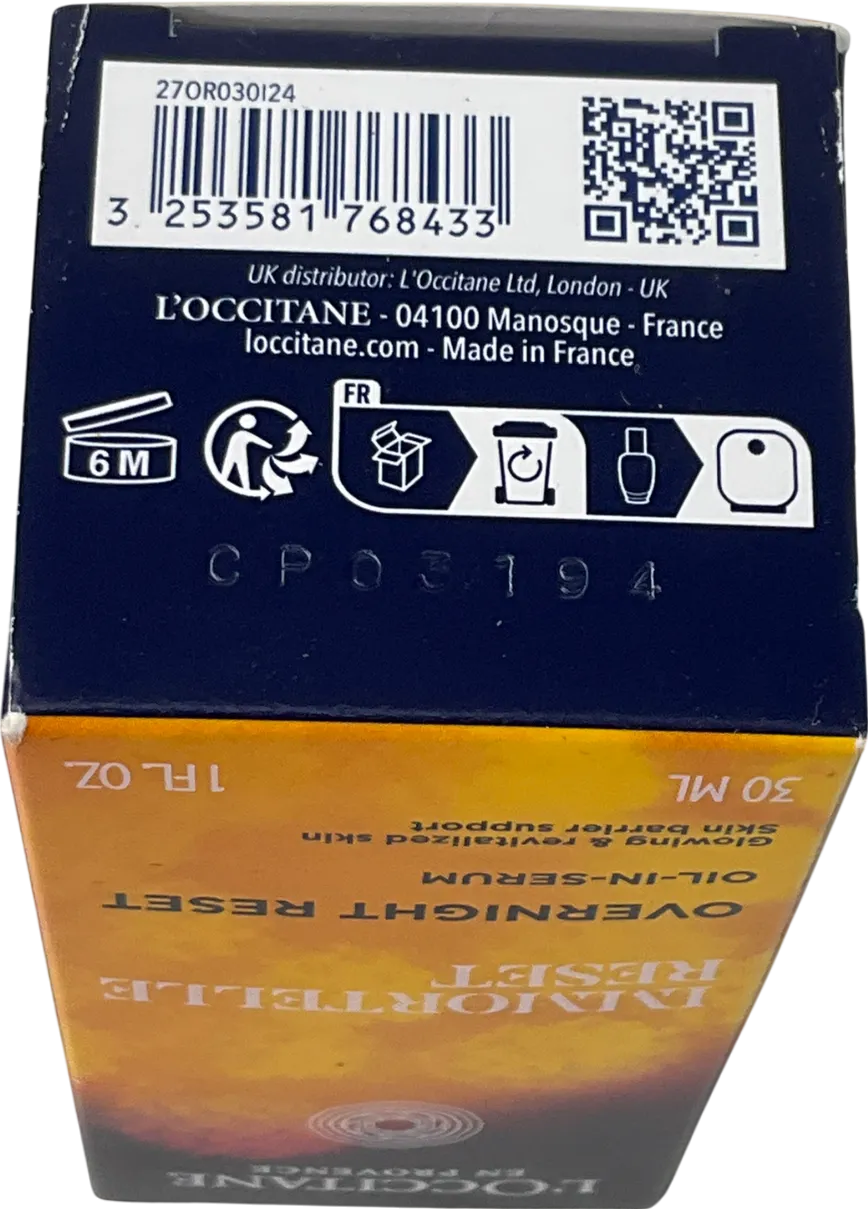 27OR030I24
3 253581 768433
UK distributor: L'Occitane Ltd, London - UK
L'OCCITANE - 04100 Manosque - France
loccitane.com - Made in France
FR
6 M
CP03194
30 ML 1 FL. OZ.
Glowing & revitalized skin
Skin barrier support
OIL-IN-SERUM
OVERNIGHT RESET
IMMORTELLE
RESET
L'OCCITANE
EN PROVENCE